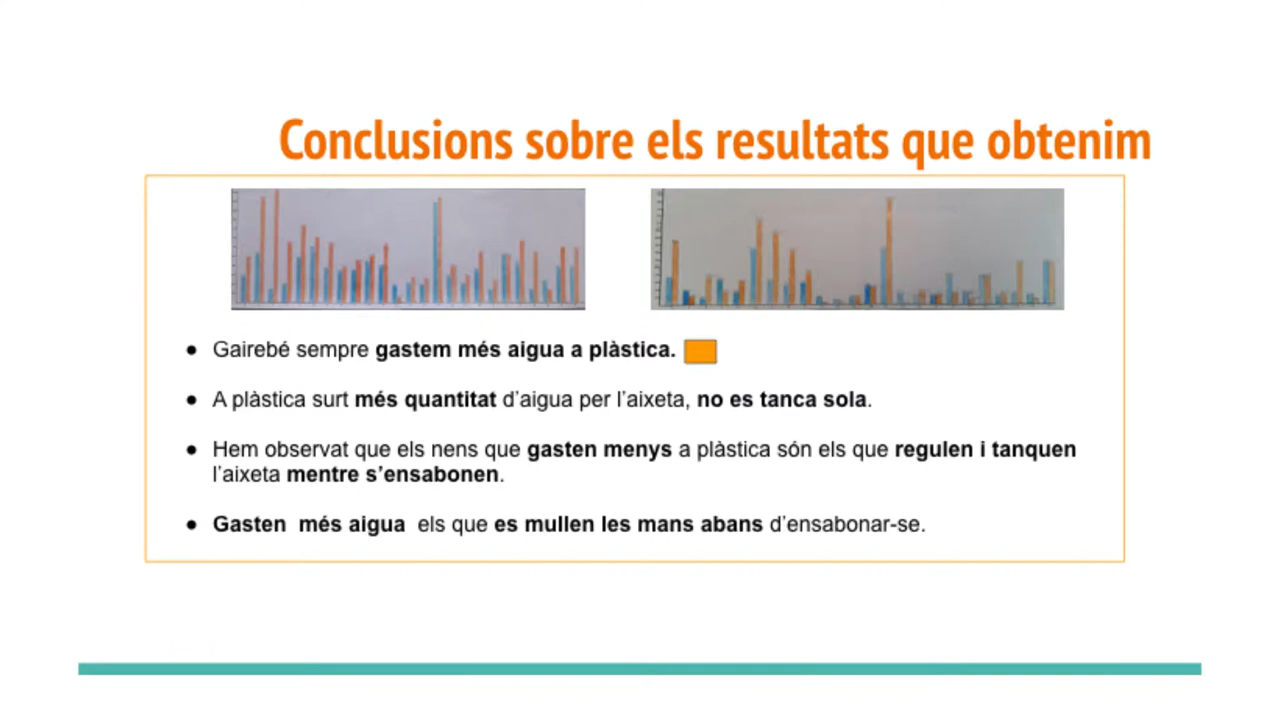 Conclusions sobre els resultats que obtenim
● Gairebé sempre gastem més aigua a plàstica.
● A plàstica surt més quantitat d'aigua per l'aixeta, no es tanca sola.
● Hem observat que els nens que gasten menys a plàstica són els que regulen i tanquen
l'aixeta mentre s'ensabonen.
● Gasten més aigua els que es mullen les mans abans d'ensabonar-se.